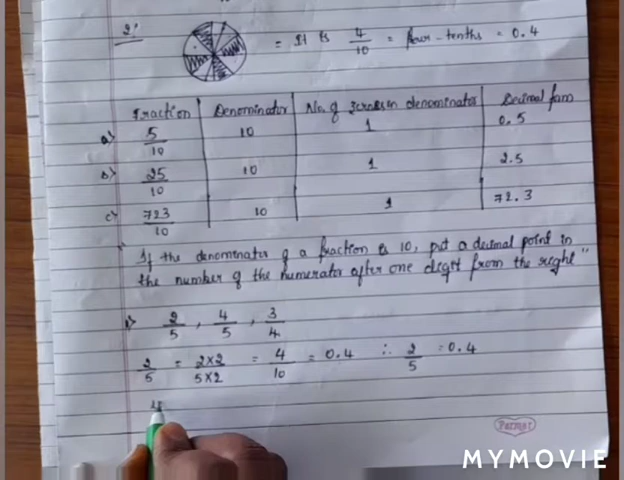 2. = It is 4/10 = four-tenths = 0.4
Fraction Denominator No. of zeroes in denominator Decimal form
a) 5/10 10 1 0.5
b) 25/10 10 1 2.5
c) 723/10 10 1 72.3
If the denominator of a fraction is 10, put a decimal point in
the number of the numerator after one digit from the right"
2/5 , 4/5 , 3/4
2/5 = 2×2/5×2 = 4/10 = 0.4 ∴ 2/5 = 0.4
4
Parmar
MYMOVIE